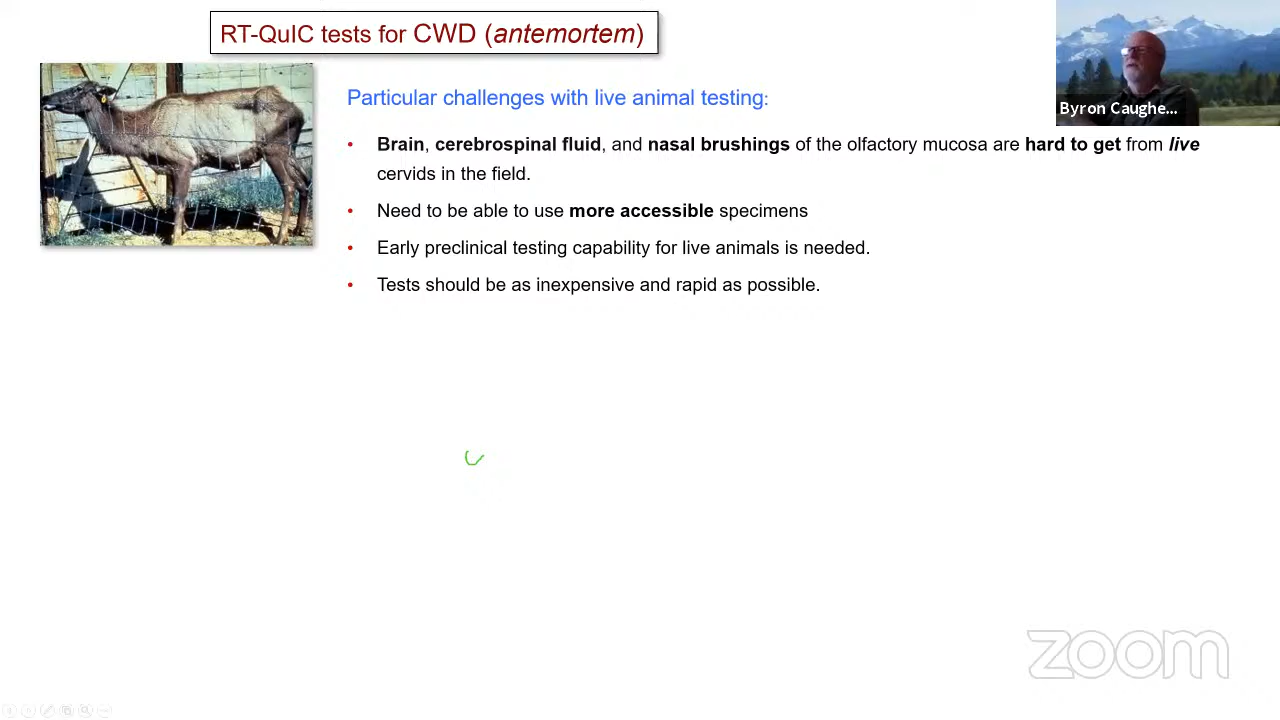 RT-QuIC tests for CWD (antemortem)
Byron Caughe...
Particular challenges with live animal testing:
• Brain, cerebrospinal fluid, and nasal brushings of the olfactory mucosa are hard to get from live
cervids in the field.
• Need to be able to use more accessible specimens
• Early preclinical testing capability for live animals is needed.
• Tests should be as inexpensive and rapid as possible.
zoom